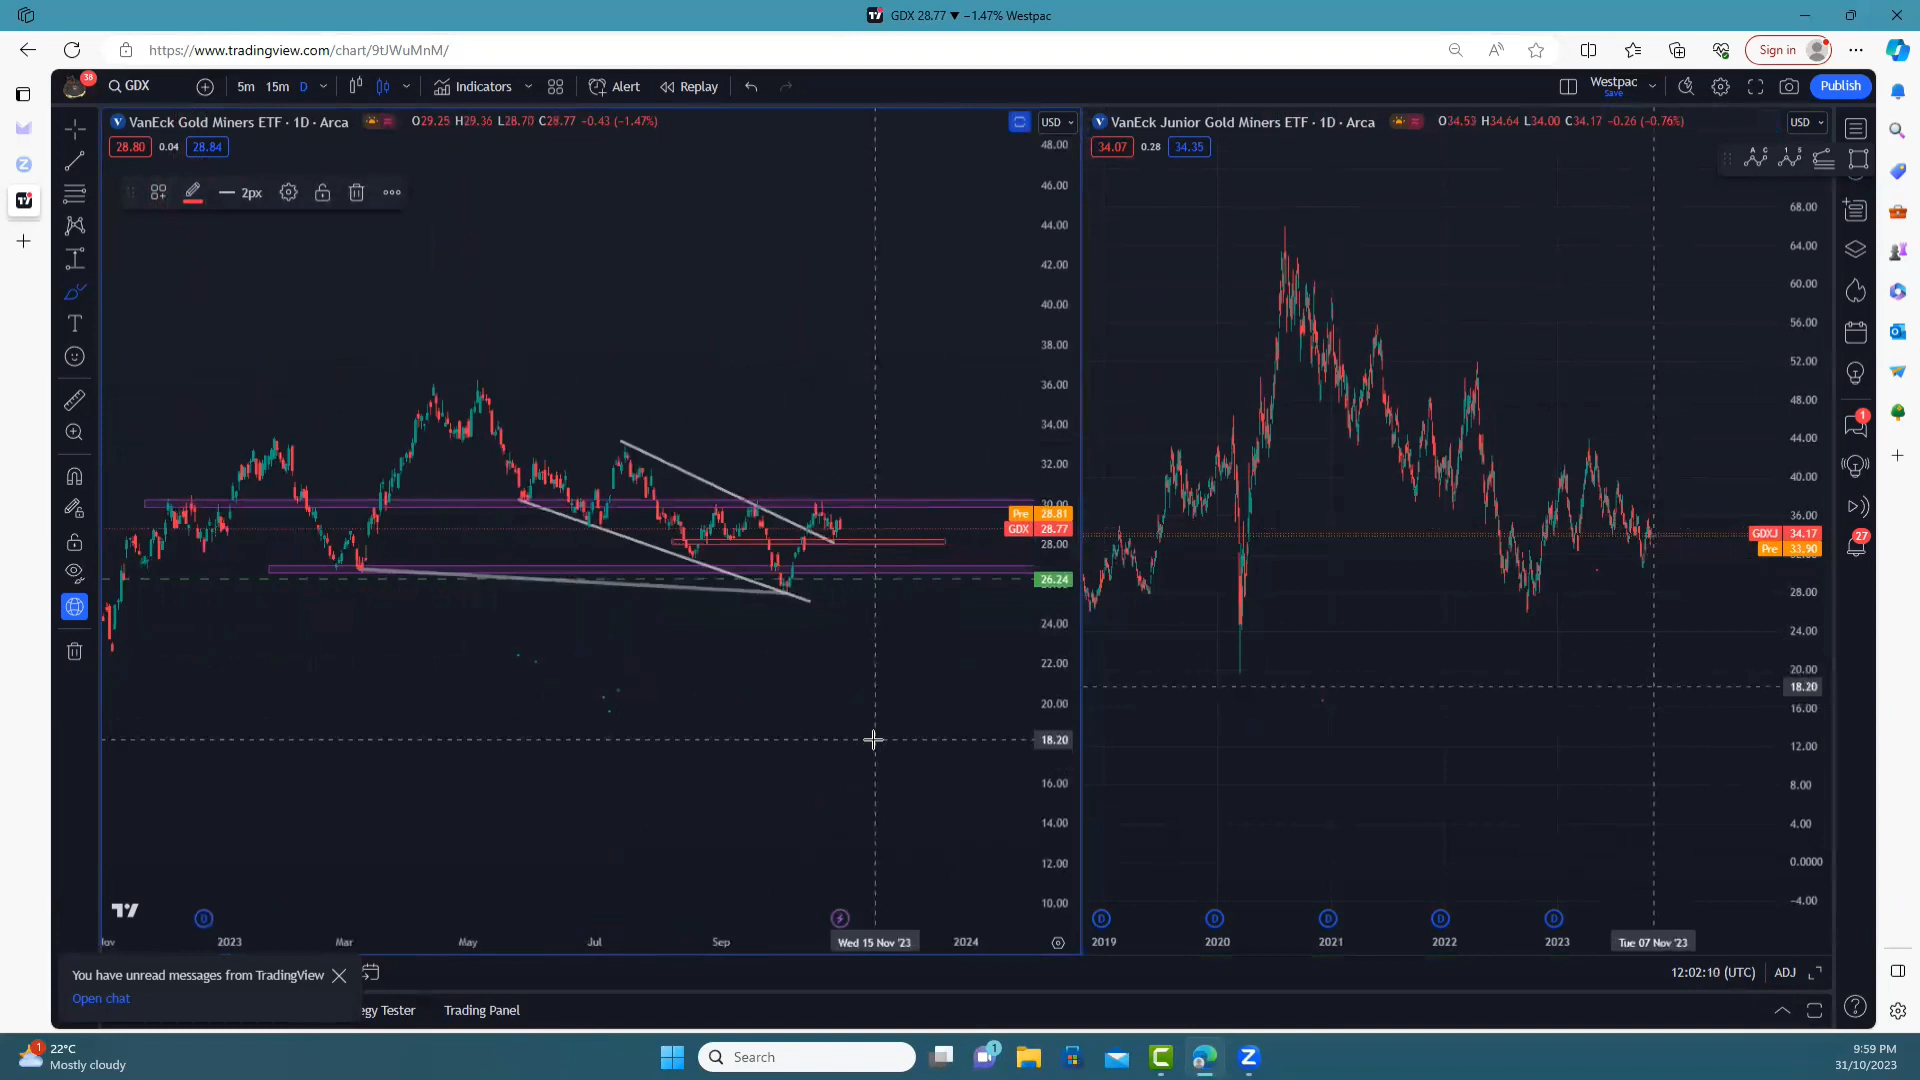 GDX 28.77 ▼ −1.47% Westpac
https://www.tradingview.com/chart/9tJWuMnM/
Sign in
38
GDX
5m
15m
D
Indicators
Alert
Replay
Westpac
Save
Publish
VanEck Gold Miners ETF · 1D · Arca
O29.25 H29.36 L28.70 C28.77 −0.43 (−1.47%)
USD
28.80
0.04
28.84
2px
VanEck Junior Gold Miners ETF · 1D · Arca
O34.53 H34.64 L34.00 C34.17 −0.26 (−0.76%)
USD
34.07
0.28
34.35
48.00
46.00
44.00
42.00
40.00
38.00
36.00
34.00
32.00
30.00
Pre 28.81
GDX 28.77
28.00
26.24
24.00
22.00
20.00
18.20
16.00
14.00
12.00
10.00
68.00
64.00
60.00
56.00
52.00
48.00
44.00
40.00
36.00
GDXJ 34.17
Pre 33.90
28.00
24.00
20.00
18.20
16.00
12.00
8.00
4.00
0.0000
−4.00
1
27
D
D
D
D
D
D
2023
Mar
May
Jul
Sep
Wed 15 Nov '23
2024
2019
2020
2021
2022
2023
Tue 07 Nov '23
You have unread messages from TradingView
Open chat
12:02:10 (UTC)
ADJ
egy Tester
Trading Panel
1
22°C
Mostly cloudy
Search
1
9:59 PM
31/10/2023